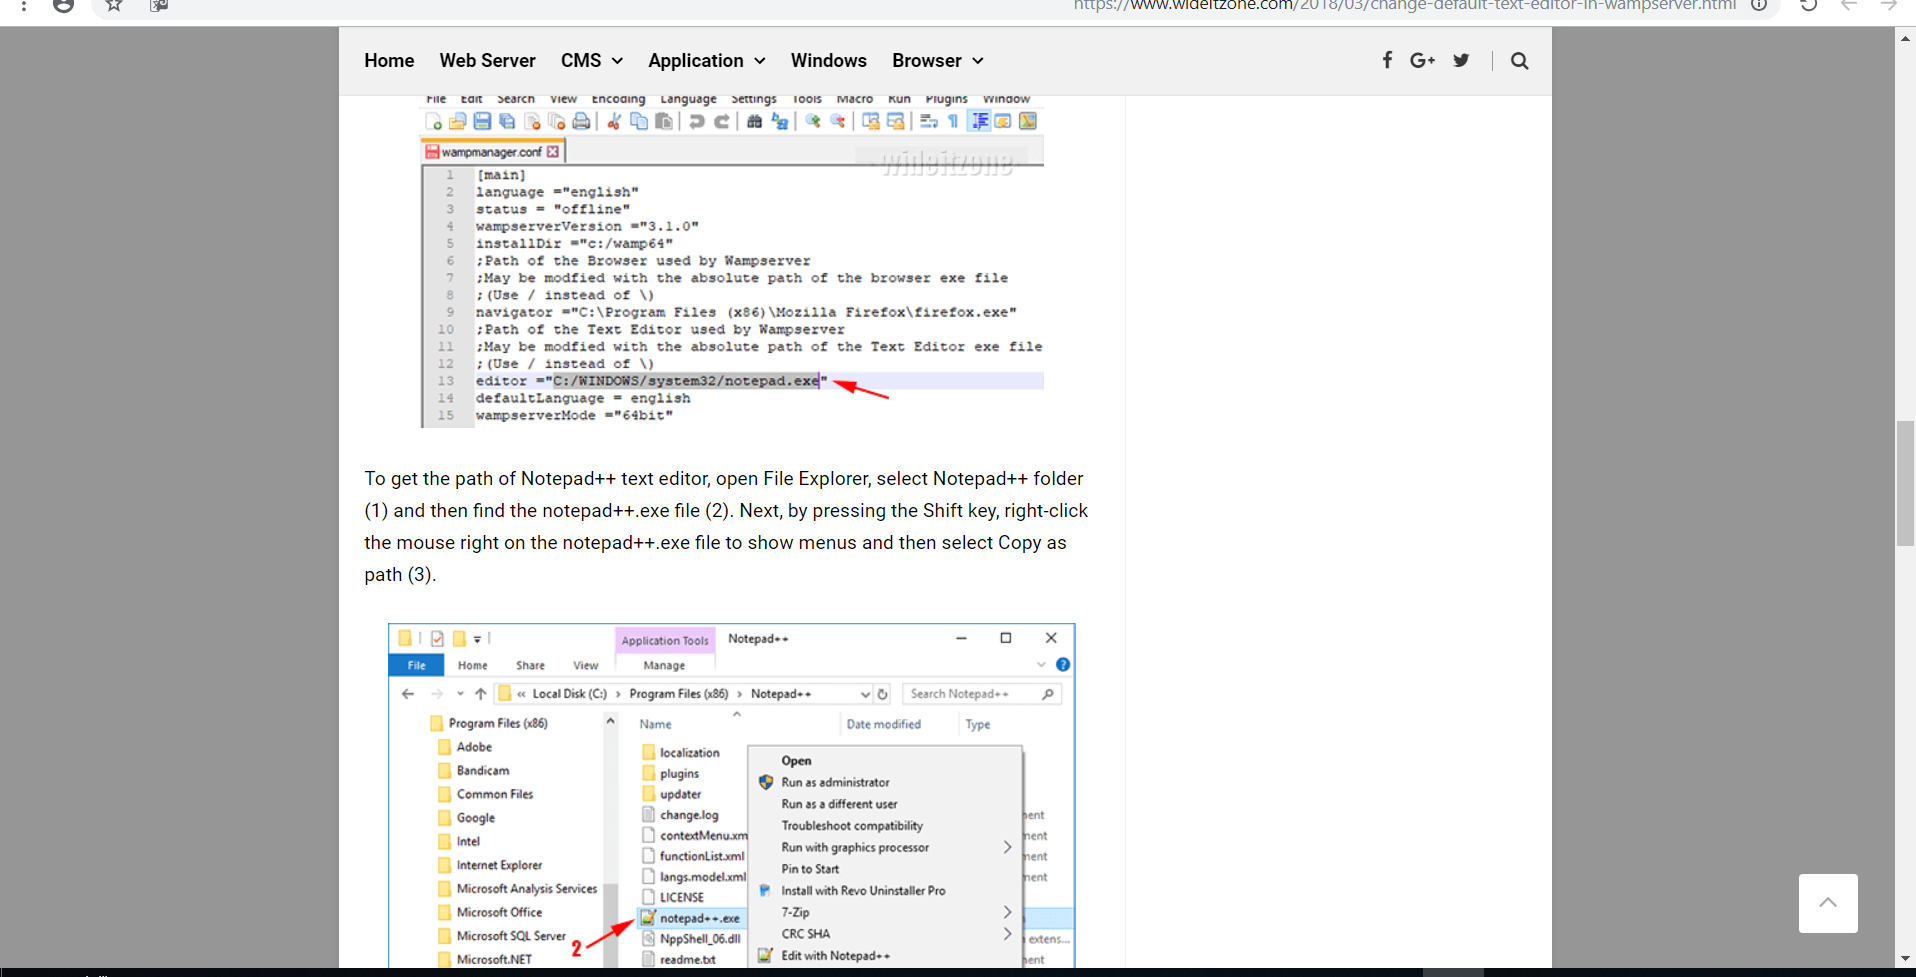 https://www.wideitzone.com/2018/03/change-default-text-editor-in-wampserver.html
Home Web Server CMS Application Windows Browser
File Edit Search View Encoding Language Settings Tools Macro Run Plugins Window
wampmanager.conf
wideitzone
1 [main]
2 language ="english"
3 status = "offline"
4 wampserverVersion ="3.1.0"
5 installDir ="c:/wamp64"
6 ;Path of the Browser used by Wampserver
7 ;May be modfied with the absolute path of the browser exe file
8 ;(Use / instead of \)
9 navigator ="C:\Program Files (x86)\Mozilla Firefox\firefox.exe"
10 ;Path of the Text Editor used by Wampserver
11 ;May be modfied with the absolute path of the Text Editor exe file
12 ;(Use / instead of \)
13 editor ="C:/WINDOWS/system32/notepad.exe"
14 defaultLanguage = english
15 wampserverMode ="64bit"
To get the path of Notepad++ text editor, open File Explorer, select Notepad++ folder
(1) and then find the notepad++.exe file (2). Next, by pressing the Shift key, right-click
the mouse right on the notepad++.exe file to show menus and then select Copy as
path (3).
Application Tools Notepad++
File Home Share View Manage
« Local Disk (C:) › Program Files (x86) › Notepad++ Search Notepad++
Program Files (x86)
Adobe
Bandicam
Common Files
Google
Intel
Internet Explorer
Microsoft Analysis Services
Microsoft Office
Microsoft SQL Server
Microsoft.NET
Name Date modified Type
localization
plugins
updater
change.log
contextMenu.xm
functionList.xml
langs.model.xml
LICENSE
notepad++.exe
2
NppShell_06.dll
readme.txt
Open
Run as administrator
Run as a different user
Troubleshoot compatibility
Run with graphics processor
Pin to Start
Install with Revo Uninstaller Pro
7-Zip
CRC SHA
Edit with Notepad++